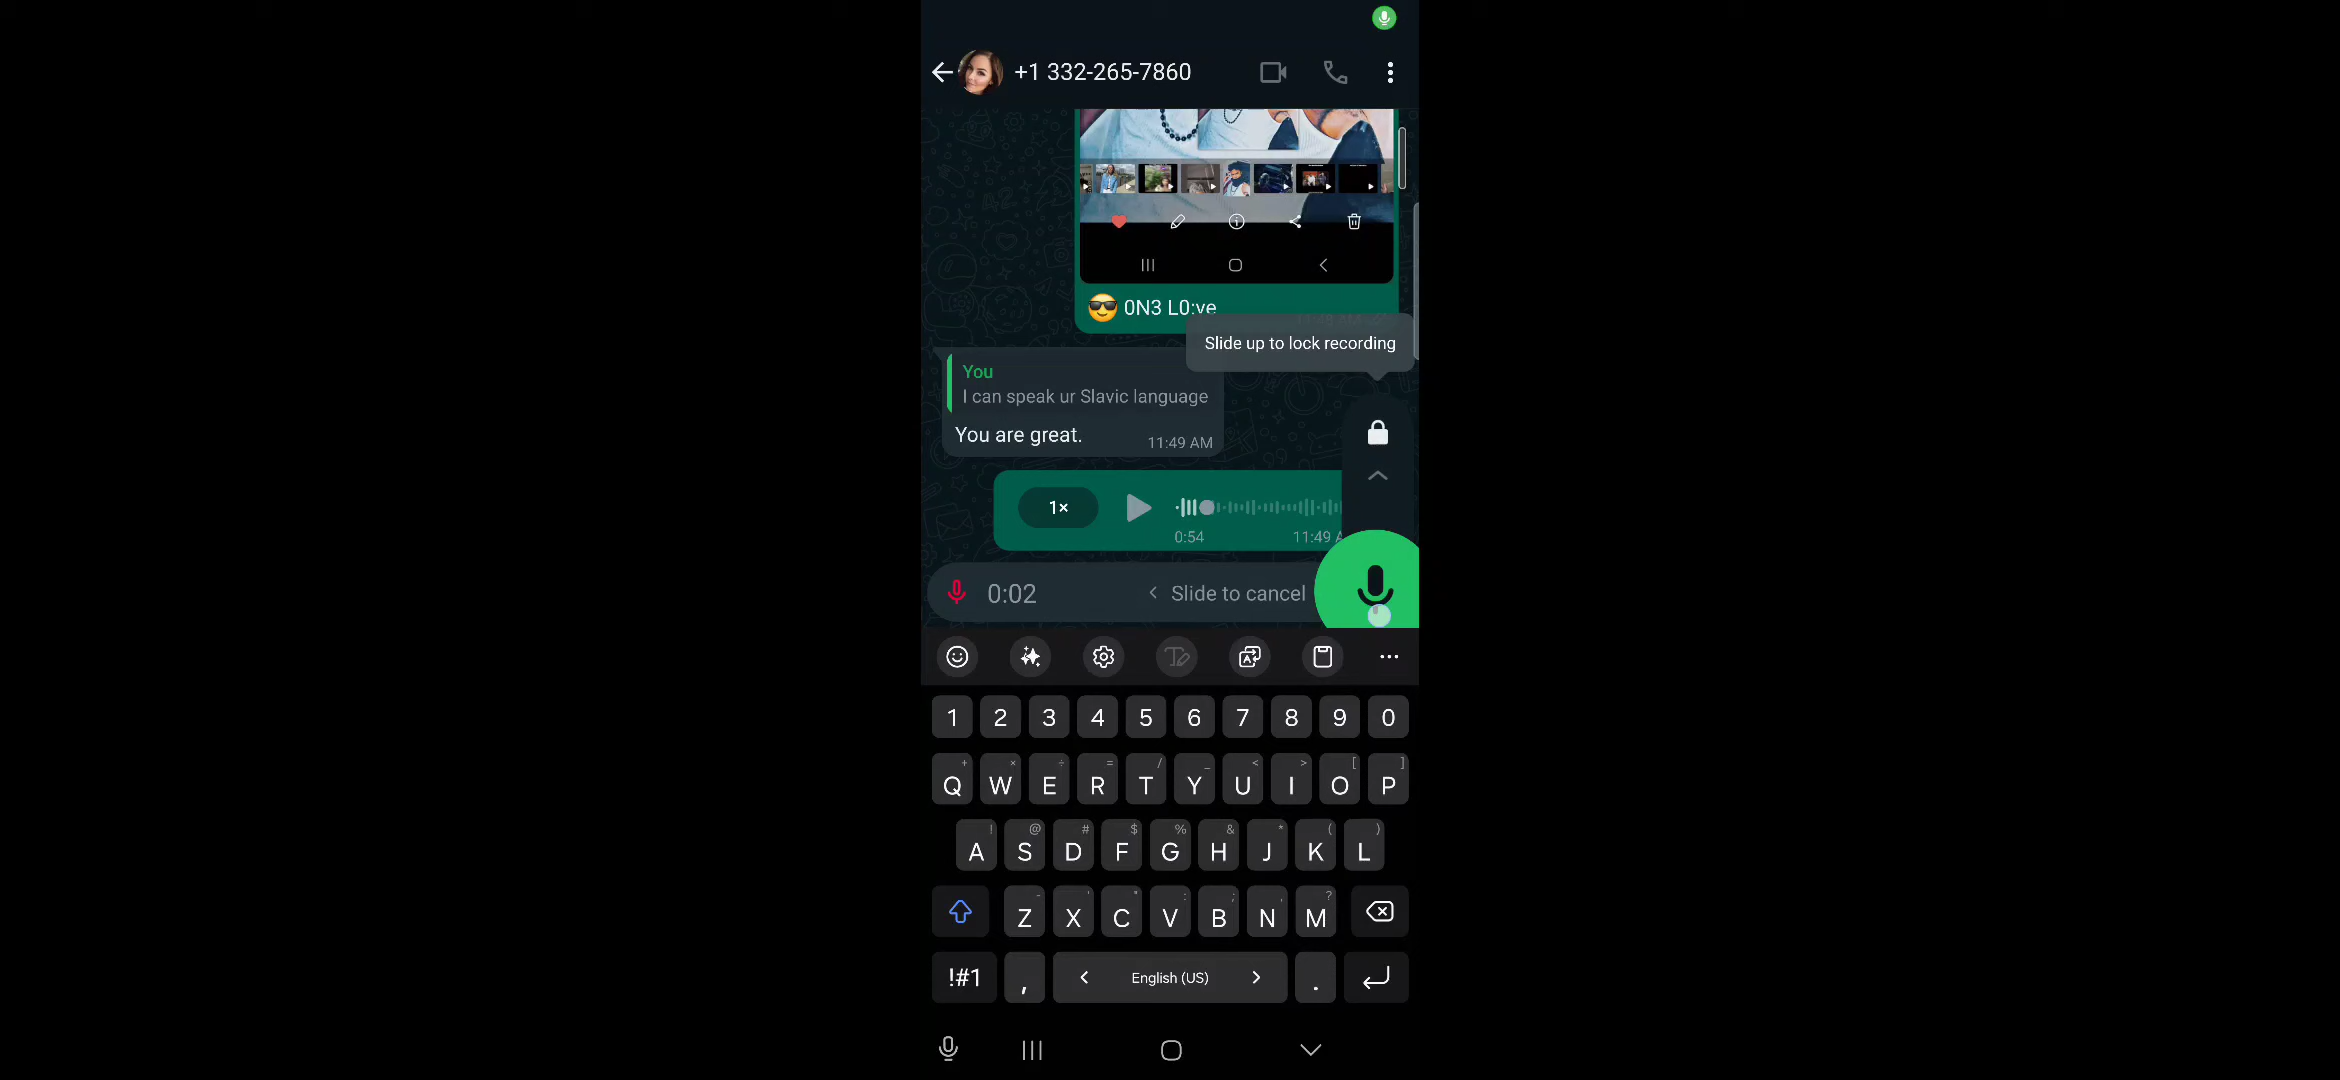 +1 332-265-7860
😎 0N3 L0:ve
Slide up to lock recording
You
I can speak ur Slavic language
You are great.
11:49 AM
1×
0:54
11:49 A
0:02
< Slide to cancel
1 2 3 4 5 6 7 8 9 0
+ × ÷ = / _ < > [ ]
Q W E R T Y U I O P
! @ # $ % & * ( )
A S D F G H J K L
- ' " : ; , ?
Z X C V B N M
!#1 , < English (US) > .